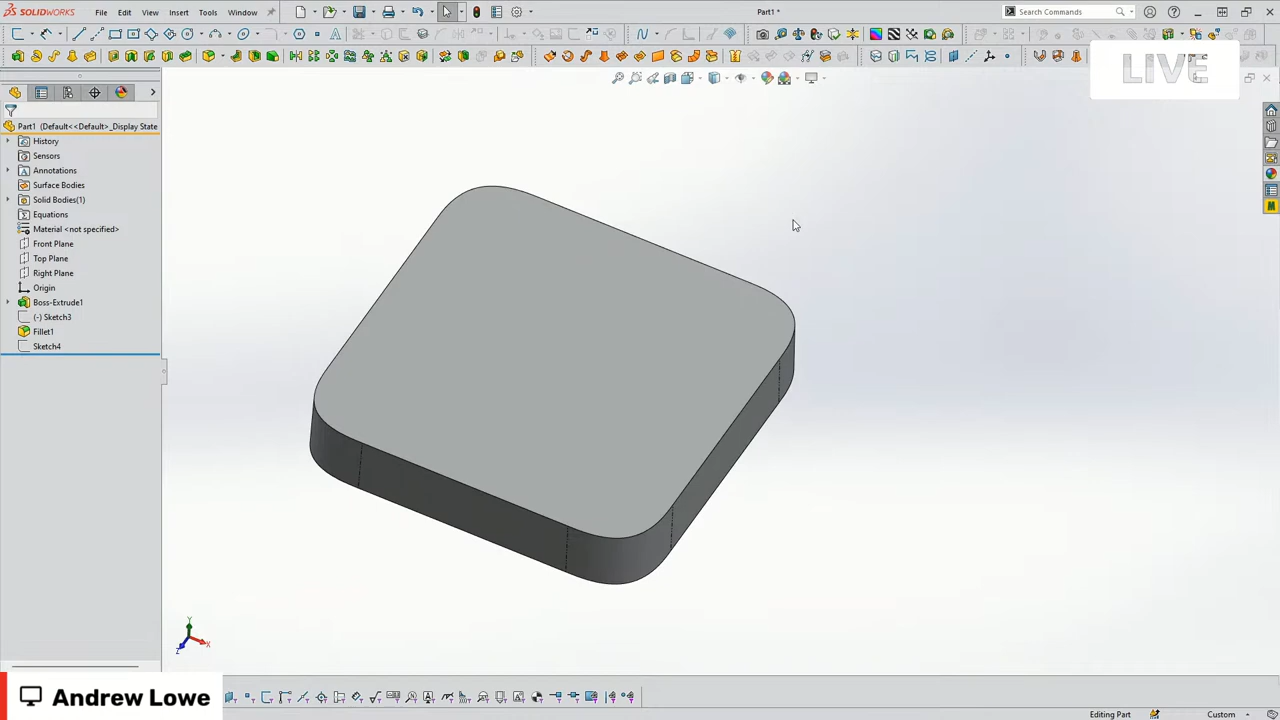 SOLIDWORKS
File
Edit
View
Insert
Tools
Window
Part1 *
Search Commands
LIVE
Part1 (Default<<Default>_Display State
History
Sensors
Annotations
Surface Bodies
Solid Bodies(1)
Equations
Material <not specified>
Front Plane
Top Plane
Right Plane
Origin
Boss-Extrude1
(-) Sketch3
Fillet1
Sketch4
Y
X
Z
Andrew Lowe
Editing Part
Custom